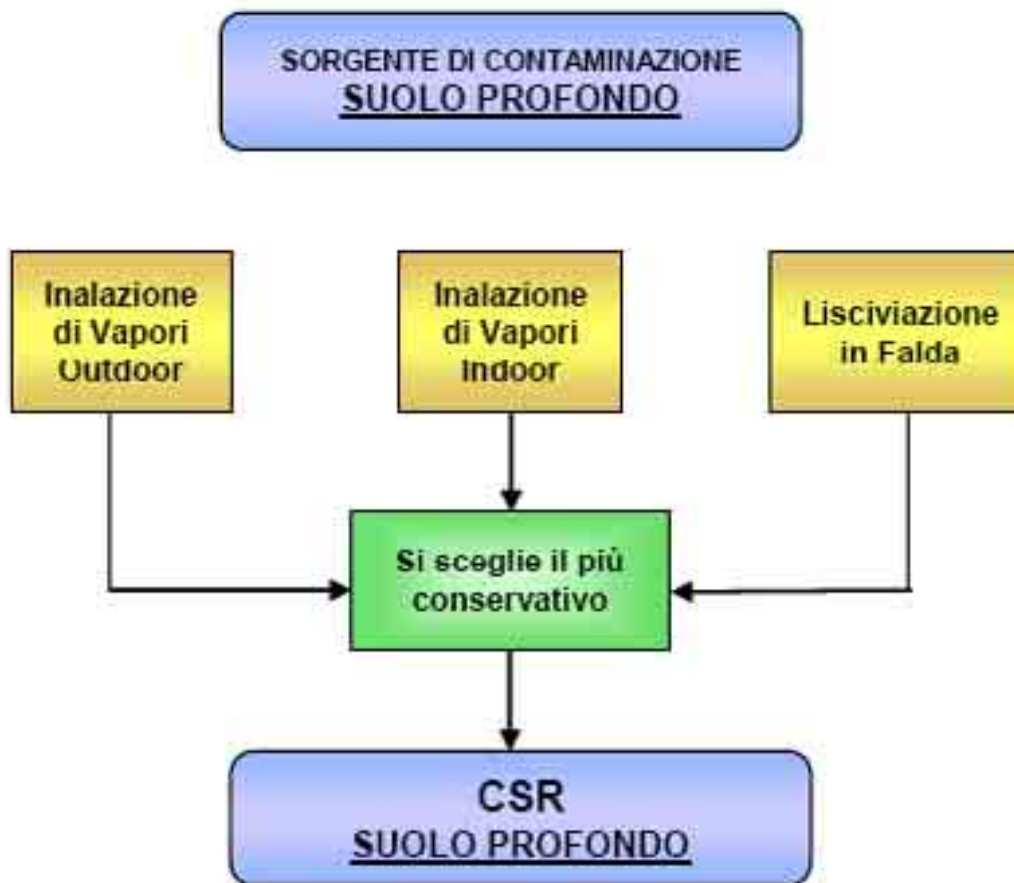 SORGENTE DI CONTAMINAZIONE
SUOLO PROFONDO
Inalazione
di Vapori
Outdoor
Inalazione
di Vapori
Indoor
Lisciviazione
in Falda
Si sceglie il più
conservativo
CSR
SUOLO PROFONDO